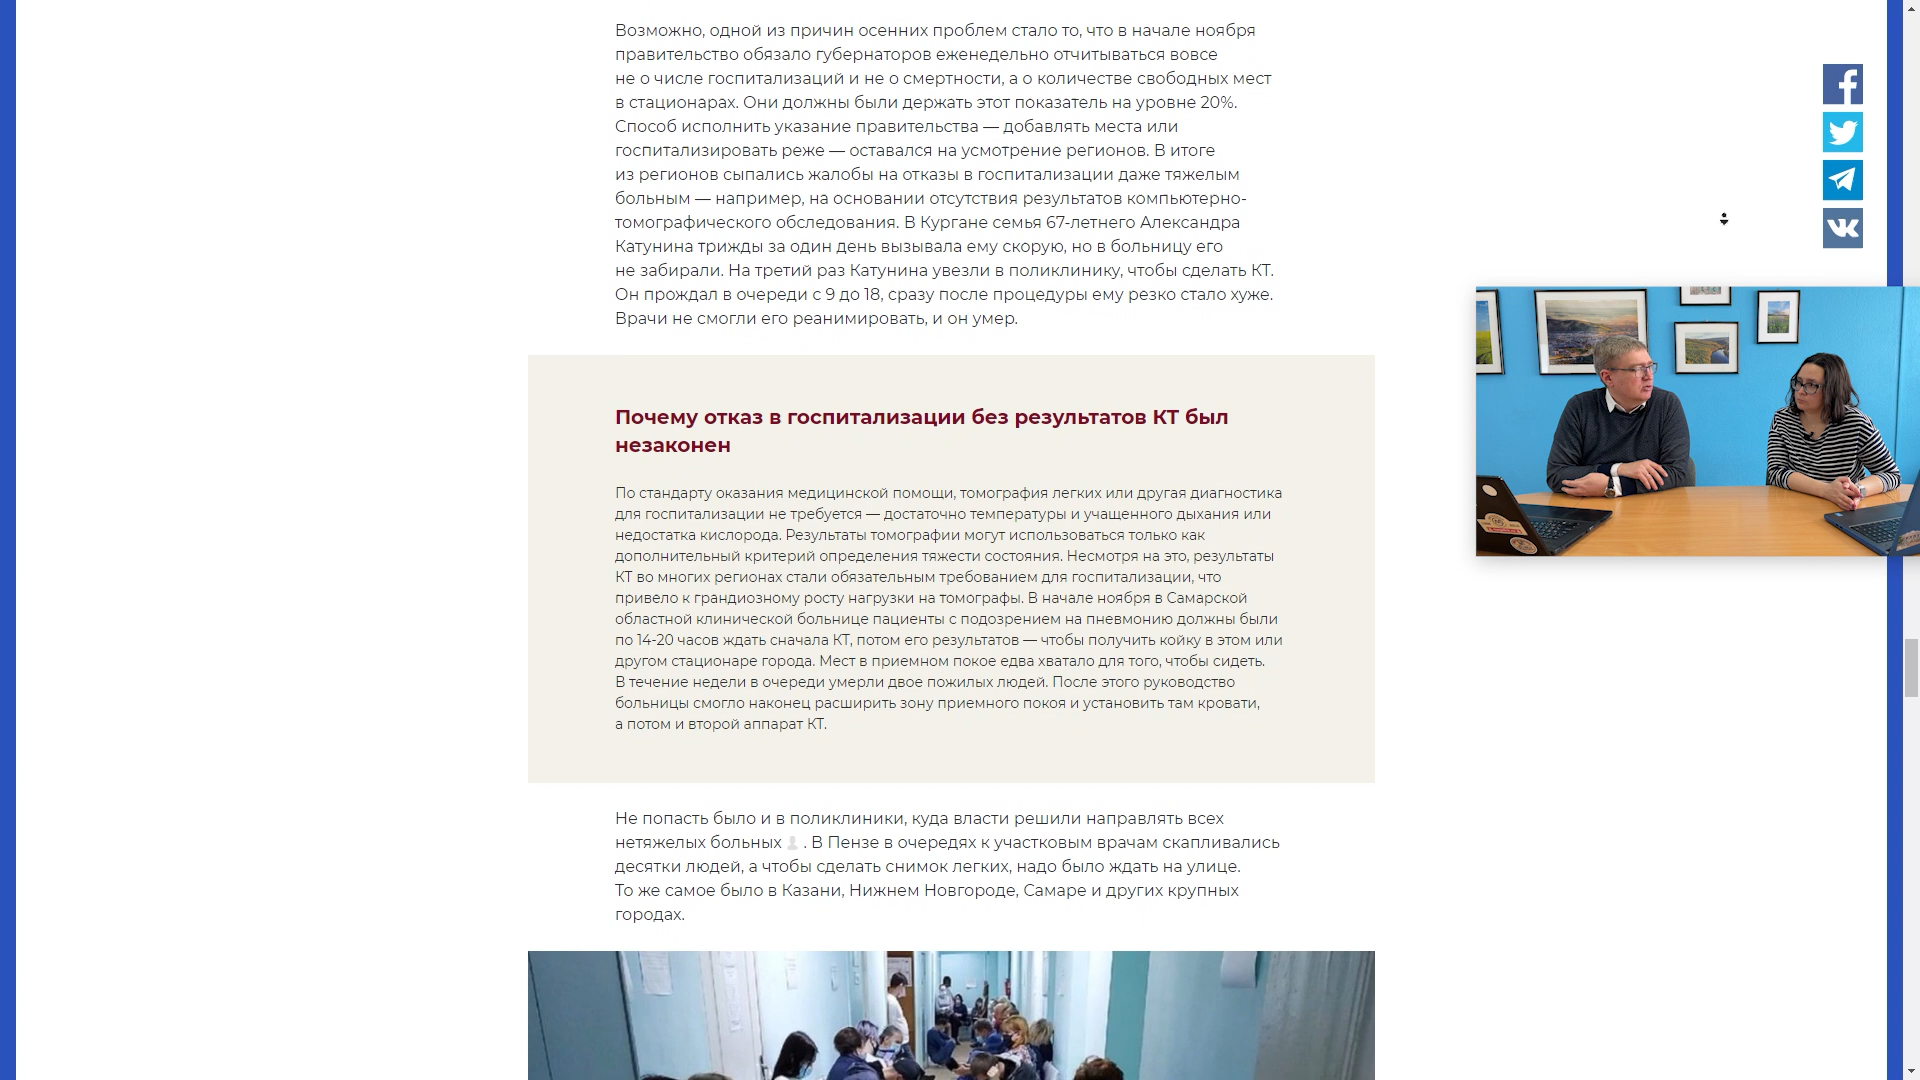 Возможно, одной из причин осенних проблем стало то, что в начале ноября
правительство обязало губернаторов еженедельно отчитываться вовсе
не о числе госпитализаций и не о смертности, а о количестве свободных мест
в стационарах. Они должны были держать этот показатель на уровне 20%.
Способ исполнить указание правительства — добавлять места или
госпитализировать реже — оставался на усмотрение регионов. В итоге
из регионов сыпались жалобы на отказы в госпитализации даже тяжелым
больным — например, на основании отсутствия результатов компьютерно-
томографического обследования. В Кургане семья 67-летнего Александра
Катунина трижды за один день вызывала ему скорую, но в больницу его
не забирали. На третий раз Катунина увезли в поликлинику, чтобы сделать КТ.
Он прождал в очереди с 9 до 18, сразу после процедуры ему резко стало хуже.
Врачи не смогли его реанимировать, и он умер.
Почему отказ в госпитализации без результатов КТ был
незаконен
По стандарту оказания медицинской помощи, томография легких или другая диагностика
для госпитализации не требуется — достаточно температуры и учащенного дыхания или
недостатка кислорода. Результаты томографии могут использоваться только как
дополнительный критерий определения тяжести состояния. Несмотря на это, результаты
КТ во многих регионах стали обязательным требованием для госпитализации, что
привело к грандиозному росту нагрузки на томографы. В начале ноября в Самарской
областной клинической больнице пациенты с подозрением на пневмонию должны были
по 14-20 часов ждать сначала КТ, потом его результатов — чтобы получить койку в этом или
другом стационаре города. Мест в приемном покое едва хватало для того, чтобы сидеть.
В течение недели в очереди умерли двое пожилых людей. После этого руководство
больницы смогло наконец расширить зону приемного покоя и установить там кровати,
а потом и второй аппарат КТ.
Не попасть было и в поликлиники, куда власти решили направлять всех
нетяжелых больных . В Пензе в очередях к участковым врачам скапливались
десятки людей, а чтобы сделать снимок легких, надо было ждать на улице.
То же самое было в Казани, Нижнем Новгороде, Самаре и других крупных
городах.